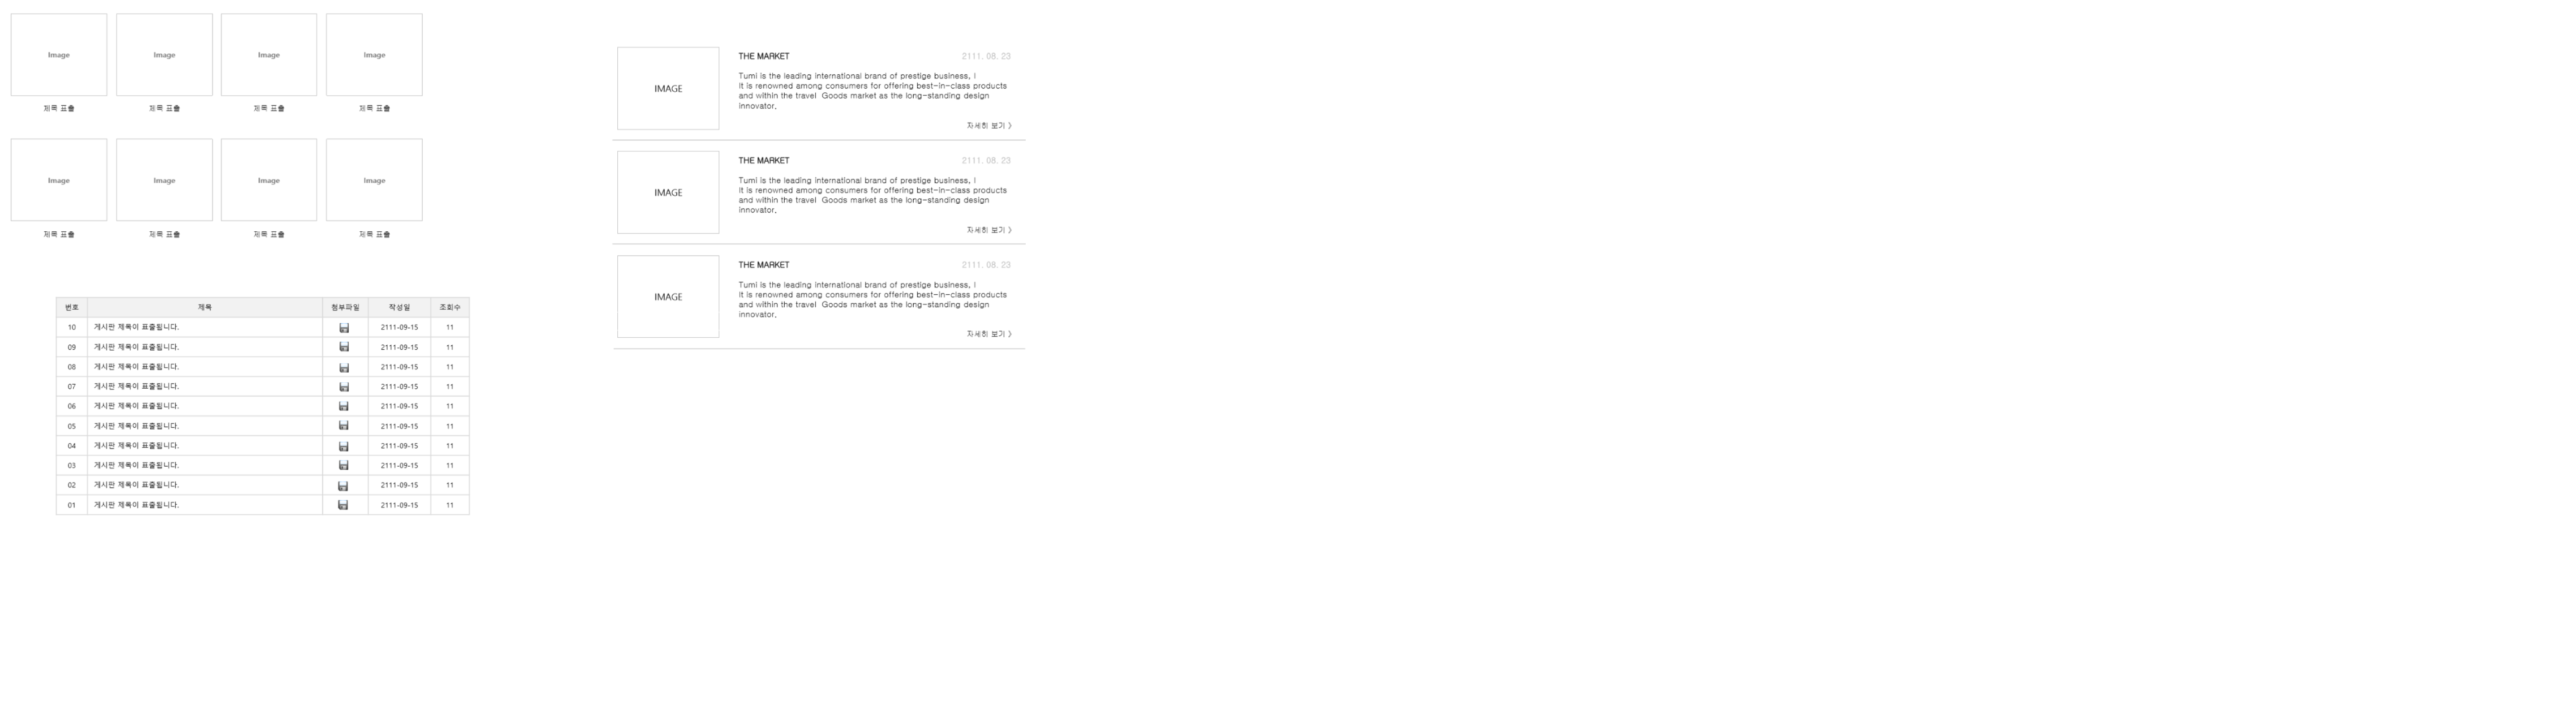 Image Image Image Image
제목 표출 제목 표출 제목 표출 제목 표출
Image Image Image Image
제목 표출 제목 표출 제목 표출 제목 표출
번호 제목 첨부파일 작성일 조회수
10 게시판 제목이 표출됩니다. 2111-09-15 11
09 게시판 제목이 표출됩니다. 2111-09-15 11
08 게시판 제목이 표출됩니다. 2111-09-15 11
07 게시판 제목이 표출됩니다. 2111-09-15 11
06 게시판 제목이 표출됩니다. 2111-09-15 11
05 게시판 제목이 표출됩니다. 2111-09-15 11
04 게시판 제목이 표출됩니다. 2111-09-15 11
03 게시판 제목이 표출됩니다. 2111-09-15 11
02 게시판 제목이 표출됩니다. 2111-09-15 11
01 게시판 제목이 표출됩니다. 2111-09-15 11
IMAGE
THE MARKET 2111. 08. 23
Tumi is the leading international brand of prestige business, l
It is renowned among consumers for offering best-in-class products
and within the travel Goods market as the long-standing design
innovator.
자세히 보기 》
IMAGE
THE MARKET 2111. 08. 23
Tumi is the leading international brand of prestige business, l
It is renowned among consumers for offering best-in-class products
and within the travel Goods market as the long-standing design
innovator.
자세히 보기 》
IMAGE
THE MARKET 2111. 08. 23
Tumi is the leading international brand of prestige business, l
It is renowned among consumers for offering best-in-class products
and within the travel Goods market as the long-standing design
innovator.
자세히 보기 》